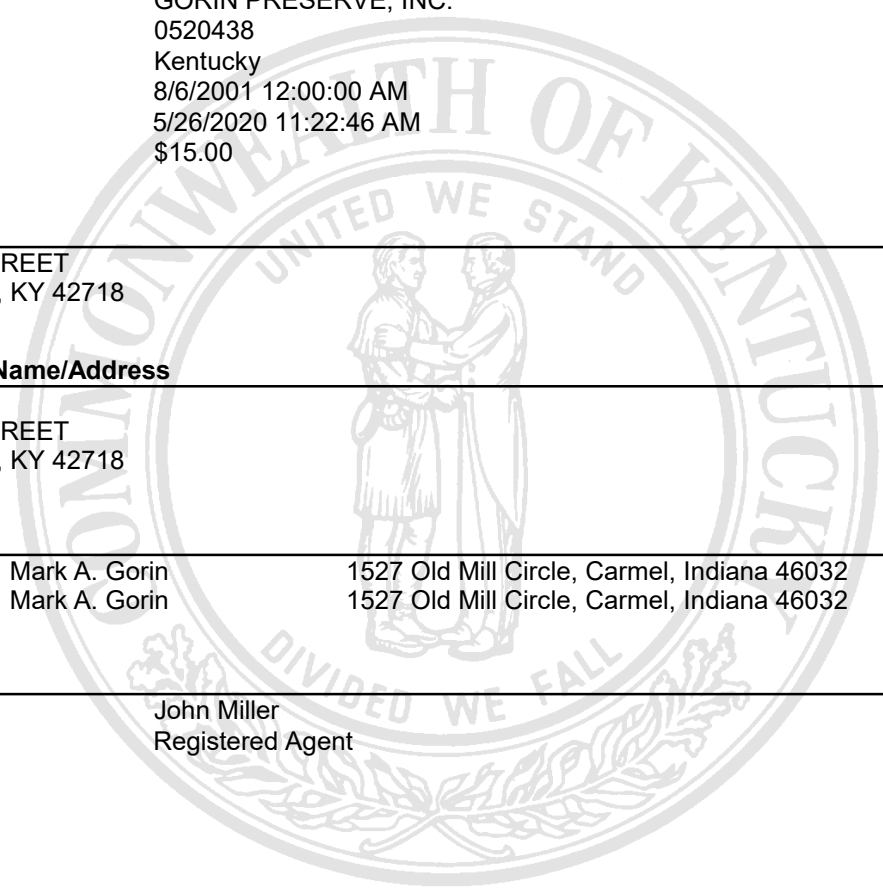 GORIN PRESERVE, INC.
0520438
Kentucky
8/6/2001 12:00:00 AM
5/26/2020 11:22:46 AM
$15.00
COMMONWEALTH OF KENTUCKY
UNITED WE STAND
REET
, KY 42718
Name/Address
REET
, KY 42718
Mark A. Gorin 1527 Old Mill Circle, Carmel, Indiana 46032
Mark A. Gorin 1527 Old Mill Circle, Carmel, Indiana 46032
DIVIDED WE FALL
John Miller
Registered Agent